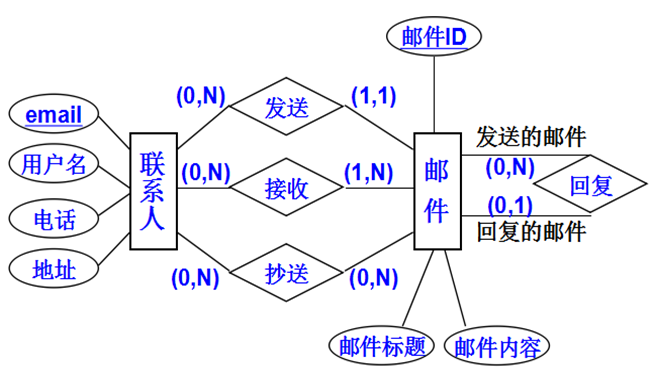 邮件ID
(0,N)
发送
(1,1)
email
用户名
电话
地址
联系人
(0,N)
接收
(1,N)
邮件
发送的邮件
(0,N)
回复
(0,1)
回复的邮件
(0,N)
抄送
(0,N)
邮件标题
邮件内容